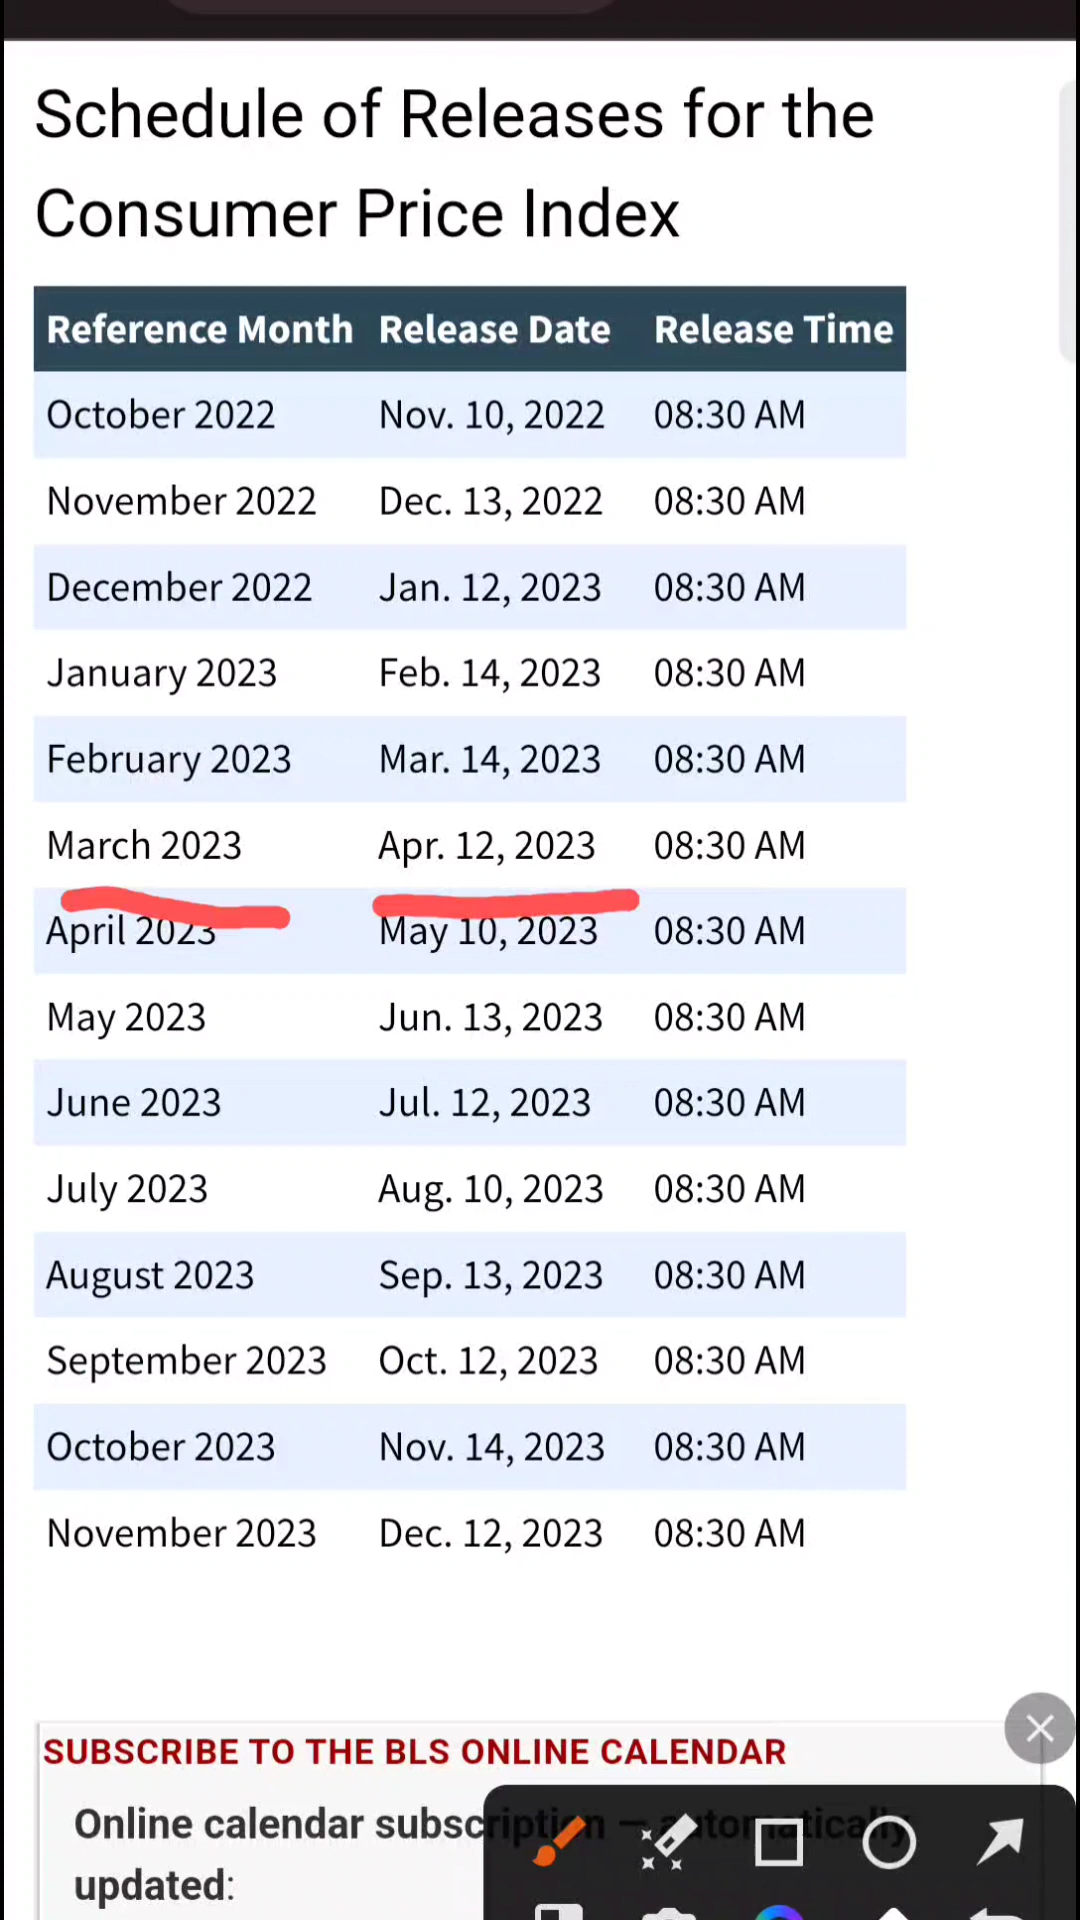 Schedule of Releases for the
Consumer Price Index
Reference Month Release Date Release Time
October 2022 Nov. 10, 2022 08:30 AM
November 2022 Dec. 13, 2022 08:30 AM
December 2022 Jan. 12, 2023 08:30 AM
January 2023 Feb. 14, 2023 08:30 AM
February 2023 Mar. 14, 2023 08:30 AM
March 2023 Apr. 12, 2023 08:30 AM
April 2023 May 10, 2023 08:30 AM
May 2023 Jun. 13, 2023 08:30 AM
June 2023 Jul. 12, 2023 08:30 AM
July 2023 Aug. 10, 2023 08:30 AM
August 2023 Sep. 13, 2023 08:30 AM
September 2023 Oct. 12, 2023 08:30 AM
October 2023 Nov. 14, 2023 08:30 AM
November 2023 Dec. 12, 2023 08:30 AM
SUBSCRIBE TO THE BLS ONLINE CALENDAR
Online calendar subscription — automatically
updated: